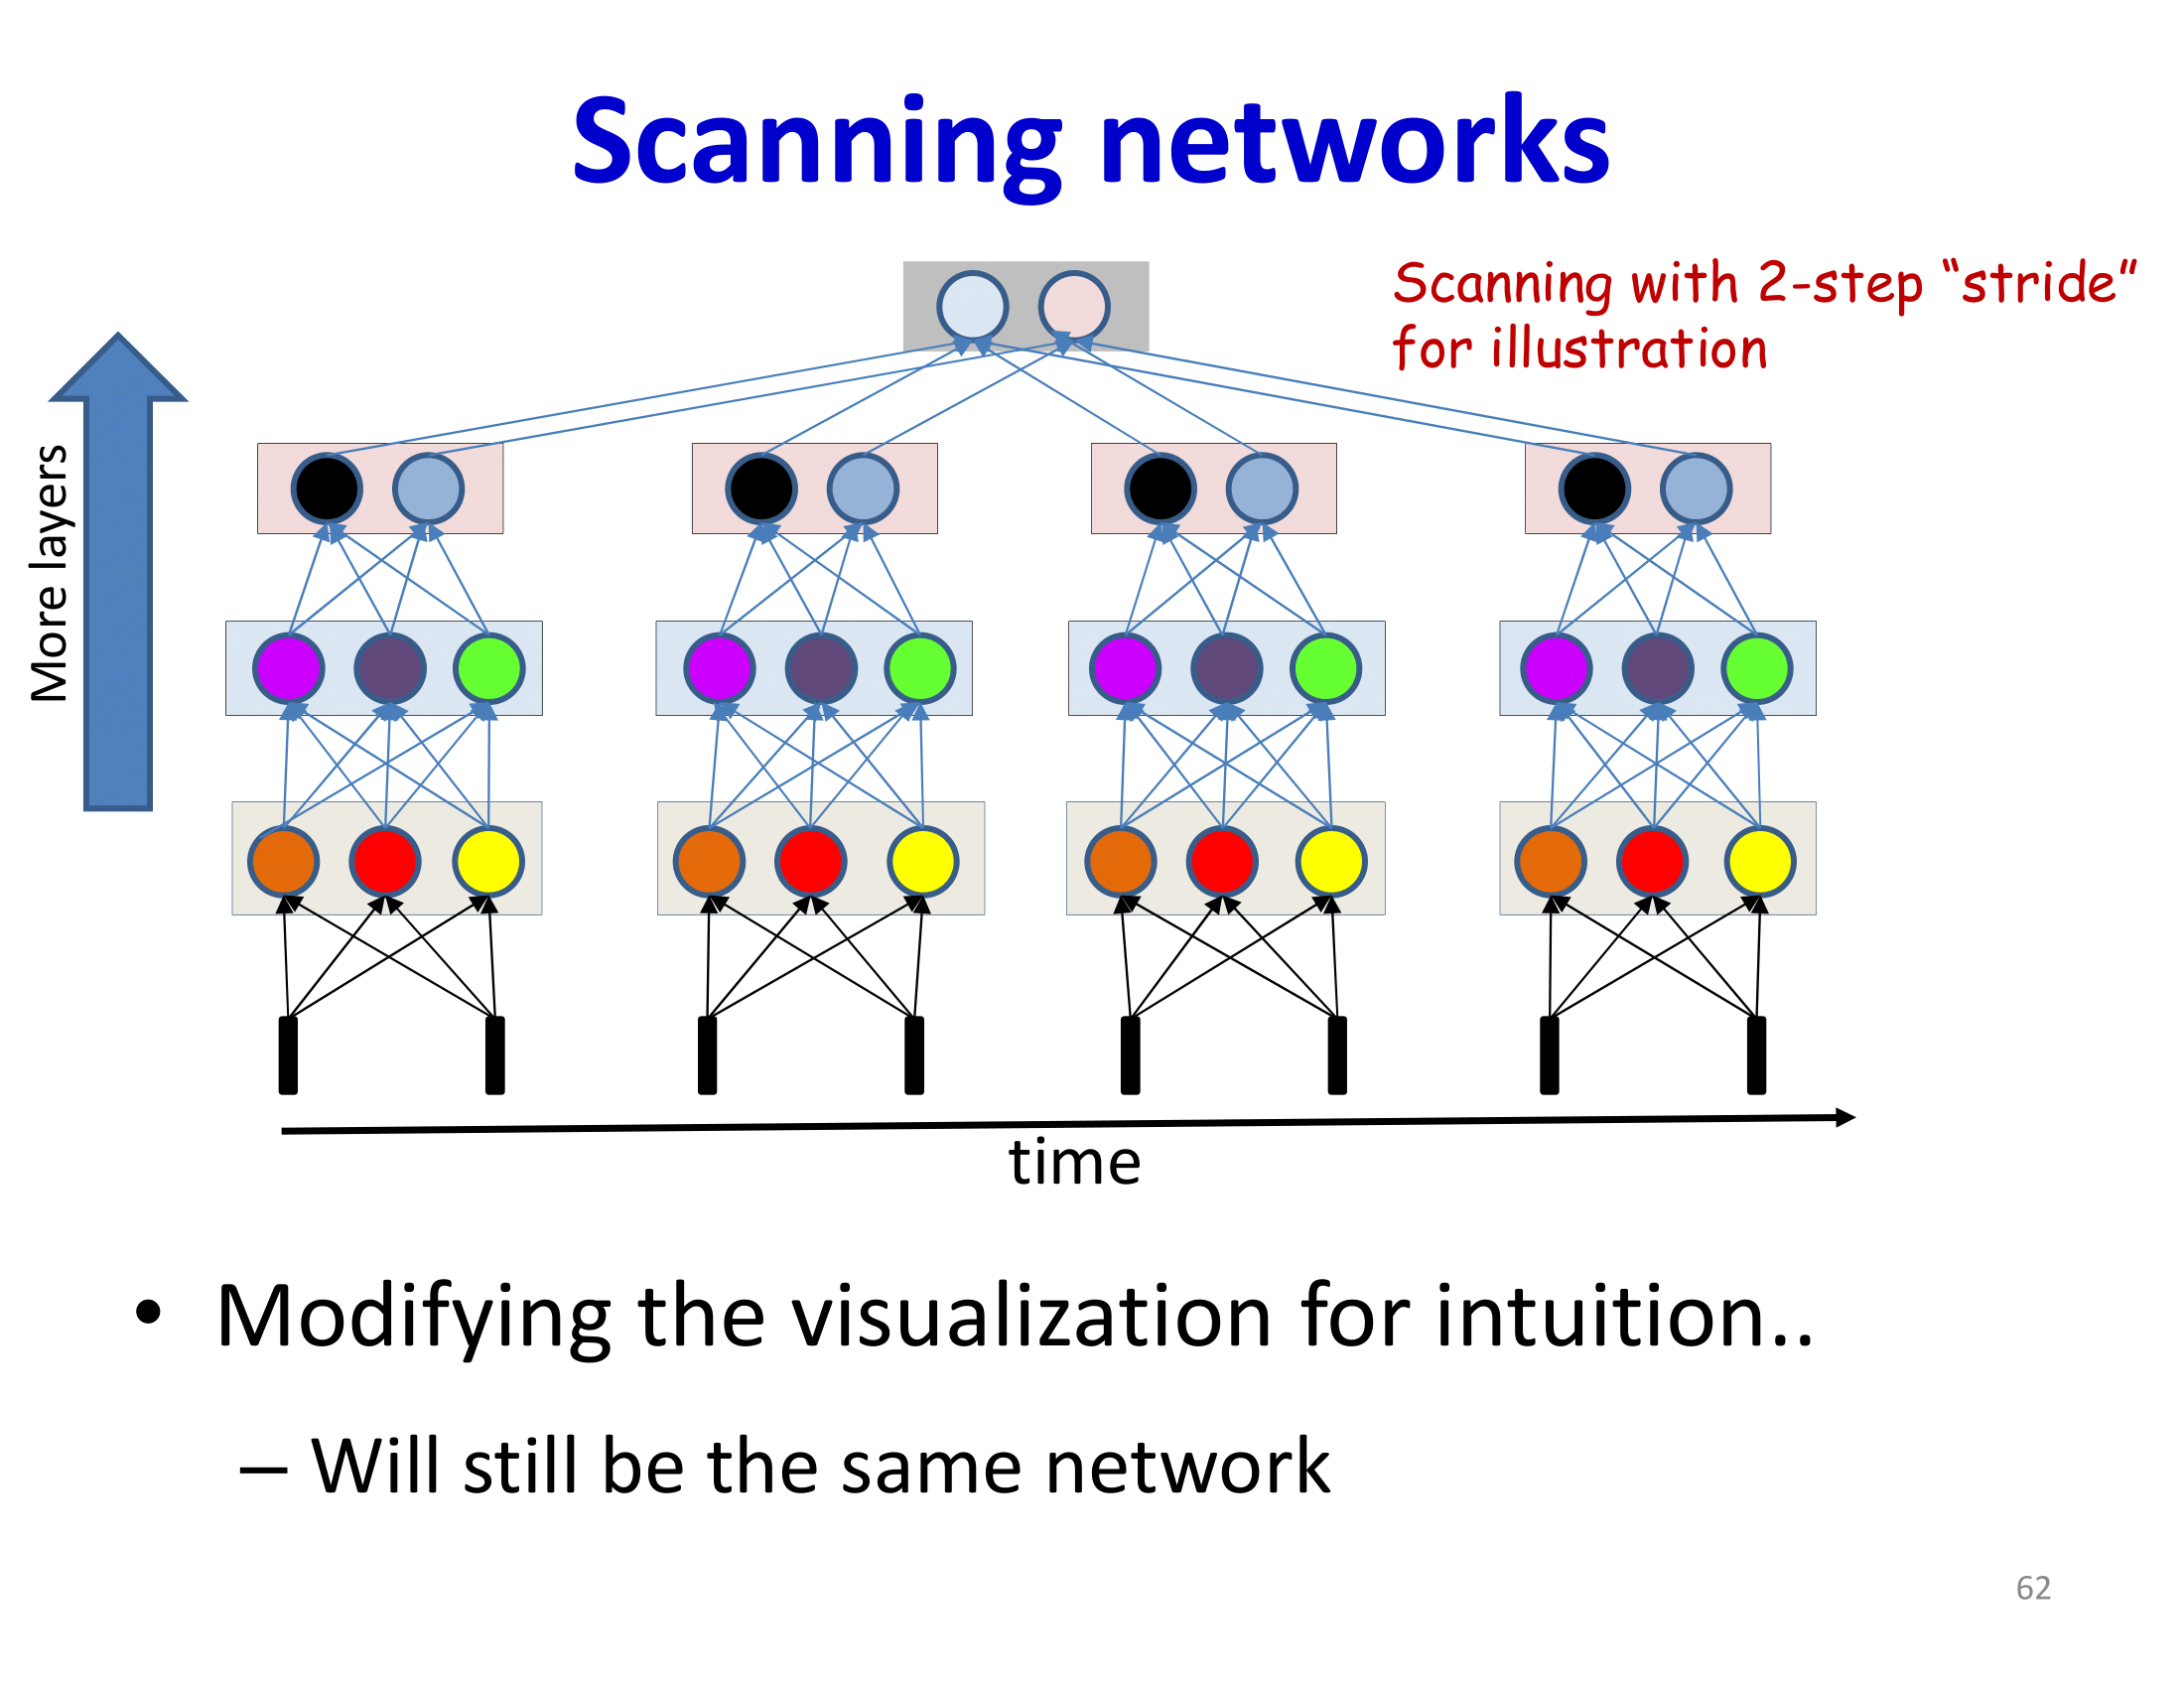 Scanning networks
Scanning with 2-step “stride“
for illustration
More layers
time
• Modifying the visualization for intuition..
– Will still be the same network
62